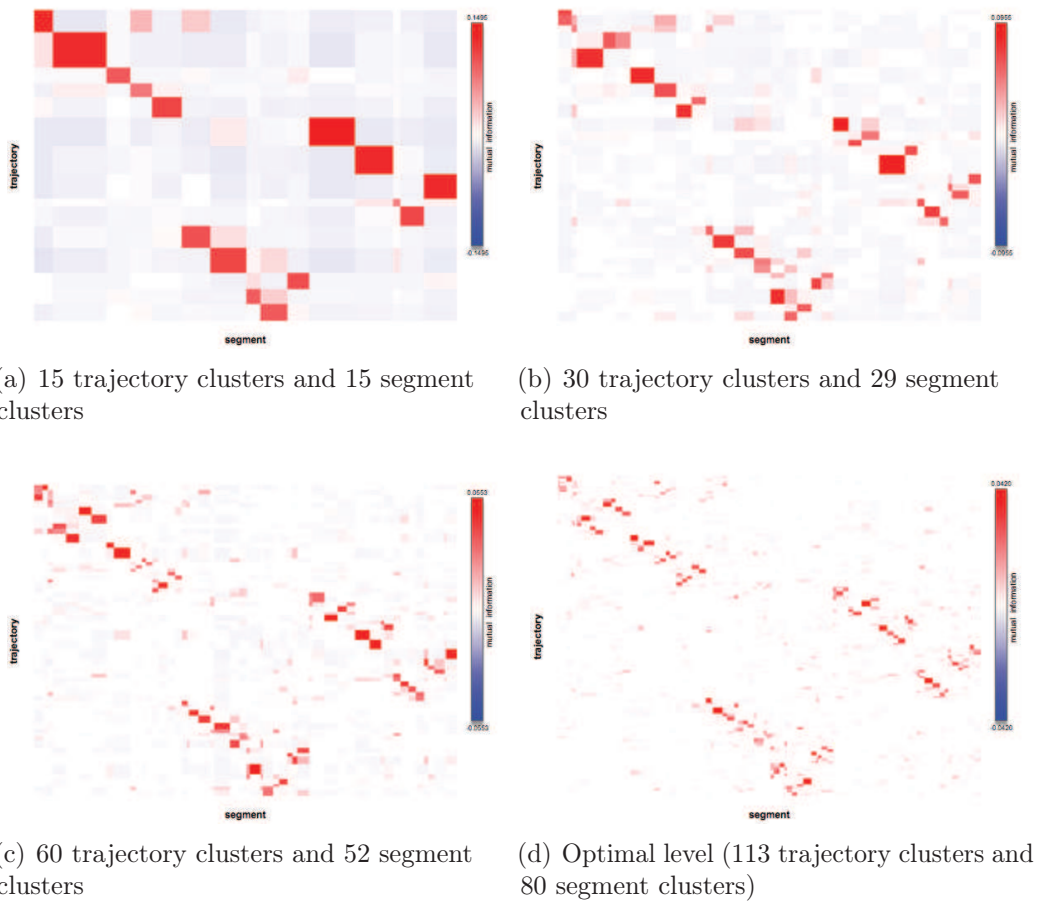 0.1495
trajectory
mutual information
-0.1495
segment
0.0955
trajectory
mutual information
-0.0955
segment
(a) 15 trajectory clusters and 15 segment
clusters
(b) 30 trajectory clusters and 29 segment
clusters
0.0553
trajectory
mutual information
-0.0553
segment
0.0420
trajectory
mutual information
-0.0420
segment
(c) 60 trajectory clusters and 52 segment
clusters
(d) Optimal level (113 trajectory clusters and
80 segment clusters)